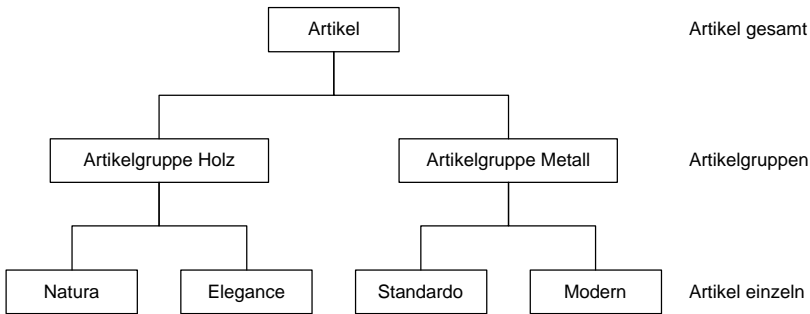 Artikel
Artikel gesamt
Artikelgruppe Holz
Artikelgruppe Metall
Artikelgruppen
Natura
Elegance
Standardo
Modern
Artikel einzeln